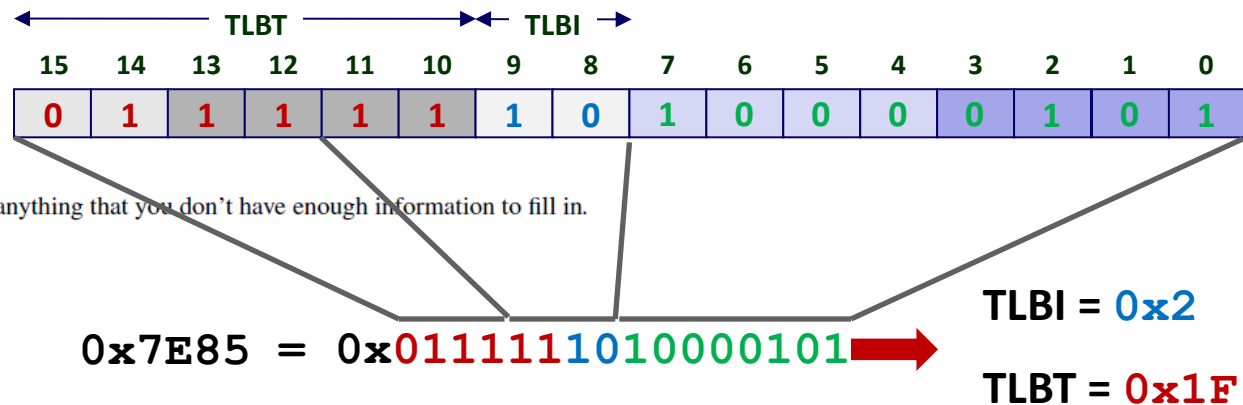 TLBT TLBI
15 14 13 12 11 10 9 8 7 6 5 4 3 2 1 0
0 1 1 1 1 1 1 0 1 0 0 0 0 1 0 1
anything that you don't have enough information to fill in.
TLBI = 0x2
0x7E85 = 0x0111111010000101
TLBT = 0x1F